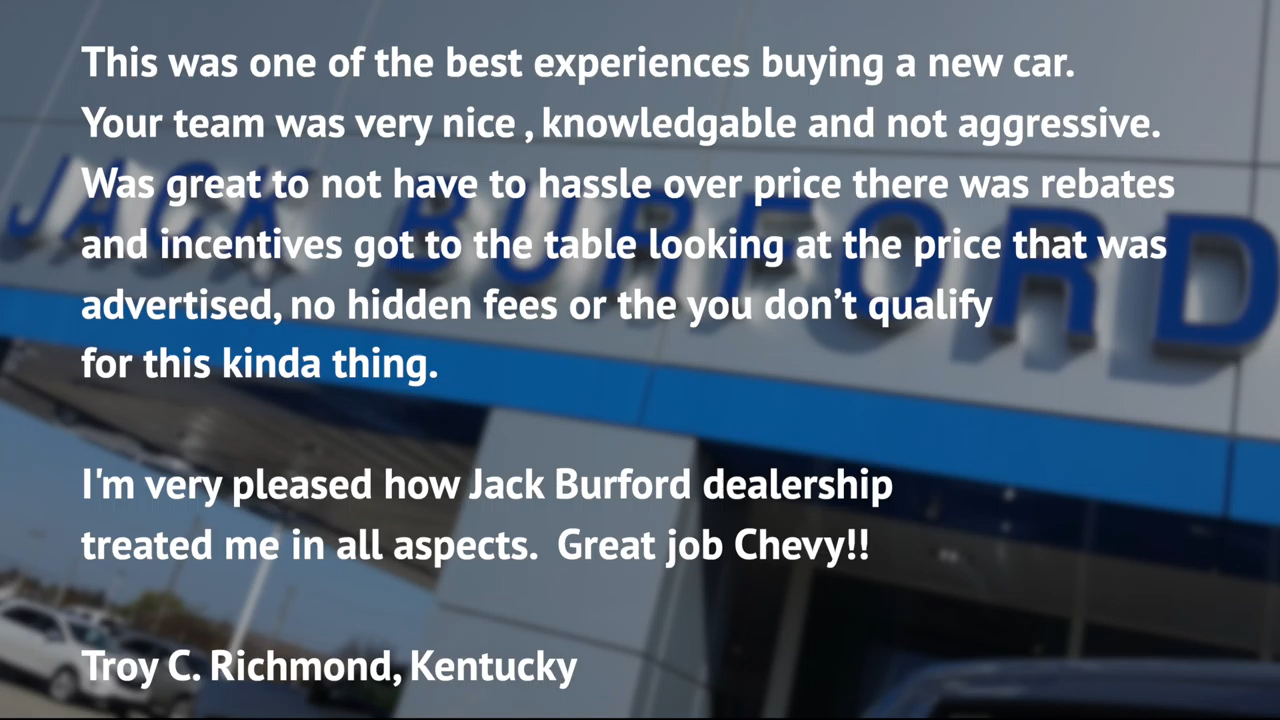 This was one of the best experiences buying a new car.
Your team was very nice , knowledgable and not aggressive.
Was great to not have to hassle over price there was rebates
and incentives got to the table looking at the price that was
advertised, no hidden fees or the you don’t qualify
for this kinda thing.
I'm very pleased how Jack Burford dealership
treated me in all aspects.  Great job Chevy!!
Troy C. Richmond, Kentucky
JACK BURFORD